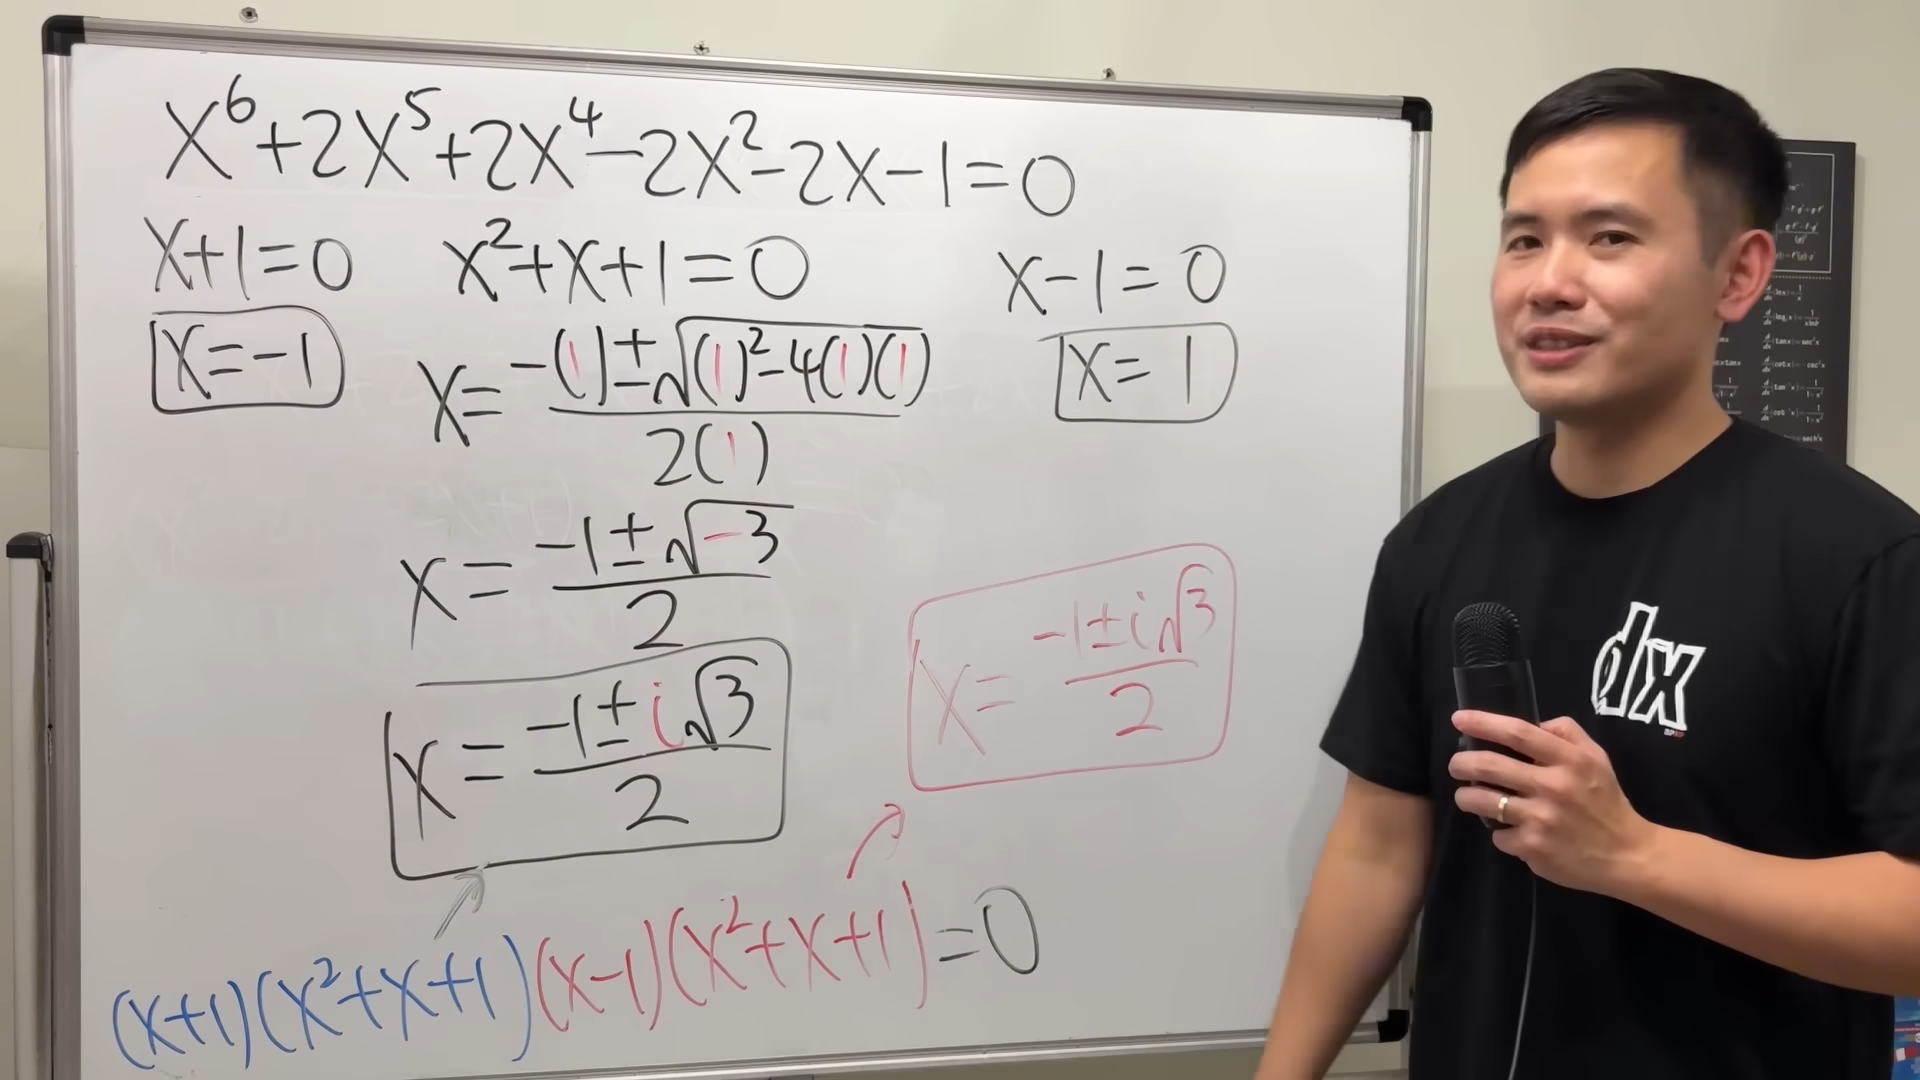 x⁶+2x⁵+2x⁴-2x²-2x-1=0
x+1=0 x²+x+1=0 x-1=0
x=-1 x=(-(1)±√((1)²-4(1)(1)))/(2(1)) x=1
x=(-1±√-3)/2
x=(-1±i√3)/2 x=(-1±i√3)/2
(x+1)(x²+x+1)(x-1)(x²+x+1)=0
dx